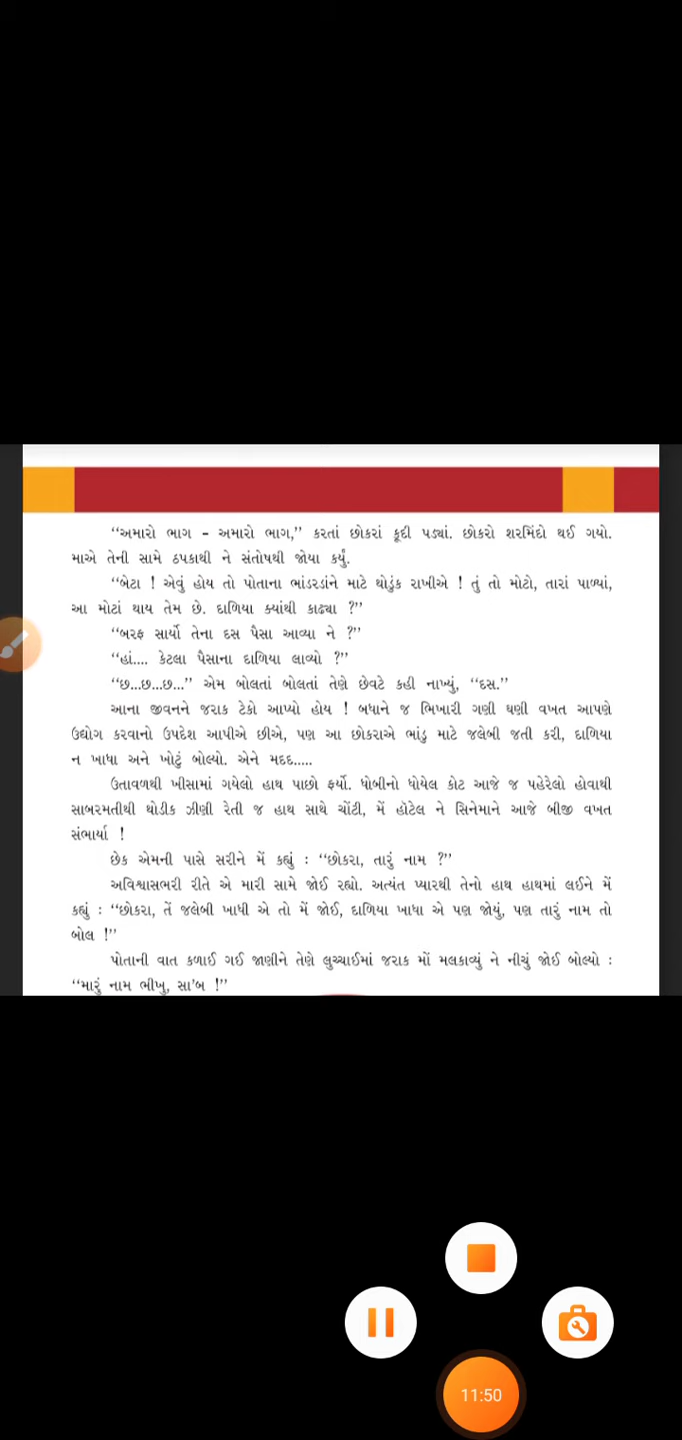 “અમારો ભાગ – અમારો ભાગ,” કરતાં છોકરાં કૂદી પડ્યાં. છોકરો શરમિંદો થઈ ગયો.
માએ તેની સામે ઠપકાથી ને સંતોષથી જોયા કર્યું.
“બેટા ! એવું હોય તો પોતાના ભાંડરડાંને માટે થોડુંક રાખીએ ! તું તો મોટો, તારાં પાળ્યાં,
આ મોટાં થાય તેમ છે. દાળિયા ક્યાંથી કાઢ્યા ?”
“બરફ સાર્યો તેના દસ પૈસા આવ્યા ને ?”
“હાં.... કેટલા પૈસાના દાળિયા લાવ્યો ?”
“છ...છ...છ...” એમ બોલતાં બોલતાં તેણે છેવટે કહી નાખ્યું, “દસ.”
આના જીવનને જરાક ટેકો આપ્યો હોય ! બધાને જ ભિખારી ગણી ઘણી વખત આપણે
ઉદ્યોગ કરવાનો ઉપદેશ આપીએ છીએ, પણ આ છોકરાએ ભાંડુ માટે જલેબી જતી કરી, દાળિયા
ન ખાધા અને ખોટું બોલ્યો. એને મદદ.....
ઉતાવળથી ખીસામાં ગયેલો હાથ પાછો ફર્યો. ધોબીનો ધોયેલ કોટ આજે જ પહેરેલો હોવાથી
સાબરમતીથી થોડીક ઝીણી રેતી જ હાથ સાથે ચોંટી, મેં હૉટેલ ને સિનેમાને આજે બીજી વખત
સંભાર્યા !
છેક એમની પાસે સરીને મેં કહ્યું : “છોકરા, તારું નામ ?”
અવિશ્વાસભરી રીતે એ મારી સામે જોઈ રહ્યો. અત્યંત પ્યારથી તેનો હાથ હાથમાં લઈને મેં
કહ્યું : “છોકરા, તેં જલેબી ખાધી એ તો મેં જોઈ, દાળિયા ખાધા એ પણ જોયું, પણ તારું નામ તો
બોલ !”
પોતાની વાત કળાઈ ગઈ જાણીને તેણે લુચ્ચાઈમાં જરાક મોં મલકાવ્યું ને નીચું જોઈ બોલ્યો :
“મારું નામ ભીખુ, સા'બ !”
11:50